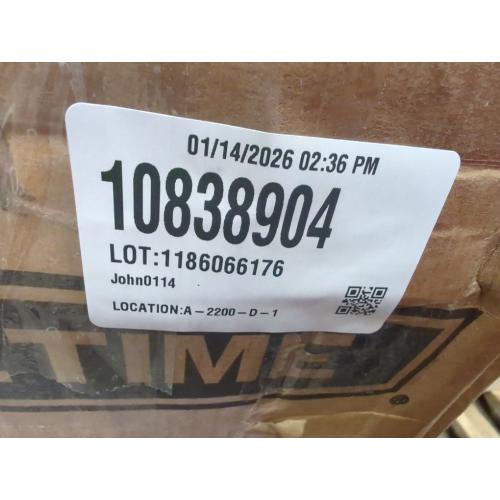 01/14/2026 02:36 PM
10838904
LOT:1186066176
John0114
LOCATION:A-2200-D-1
TIME
®